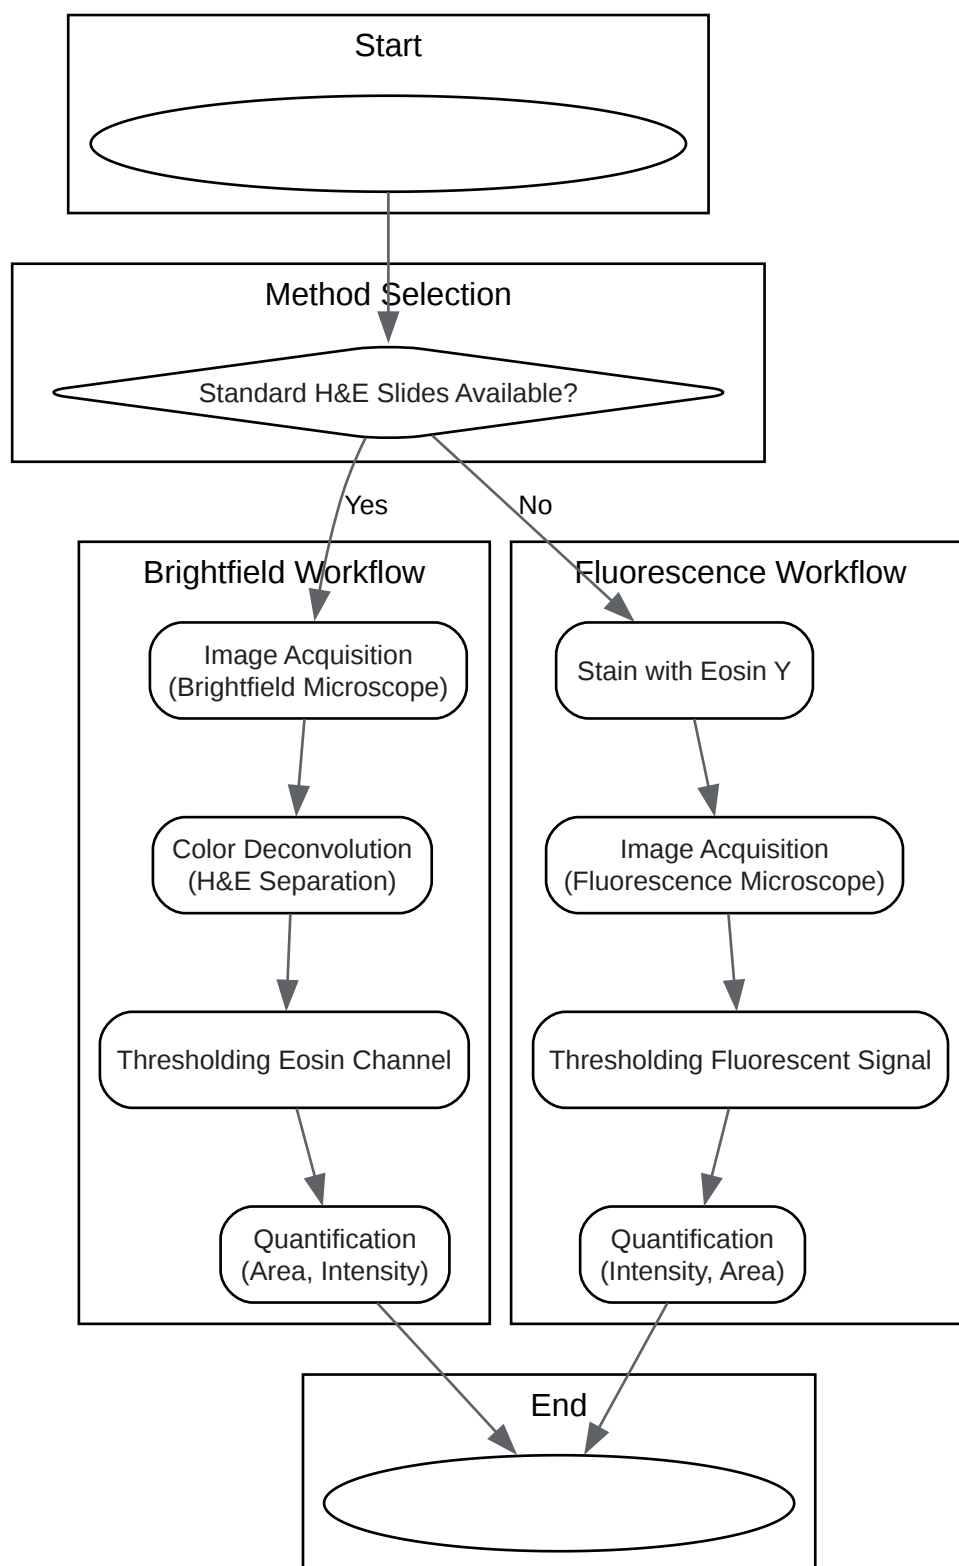 Start
Method Selection
Standard H&E Slides Available?
Yes
No
Brightfield Workflow
Image Acquisition
(Brightfield Microscope)
Color Deconvolution
(H&E Separation)
Thresholding Eosin Channel
Quantification
(Area, Intensity)
Fluorescence Workflow
Stain with Eosin Y
Image Acquisition
(Fluorescence Microscope)
Thresholding Fluorescent Signal
Quantification
(Intensity, Area)
End